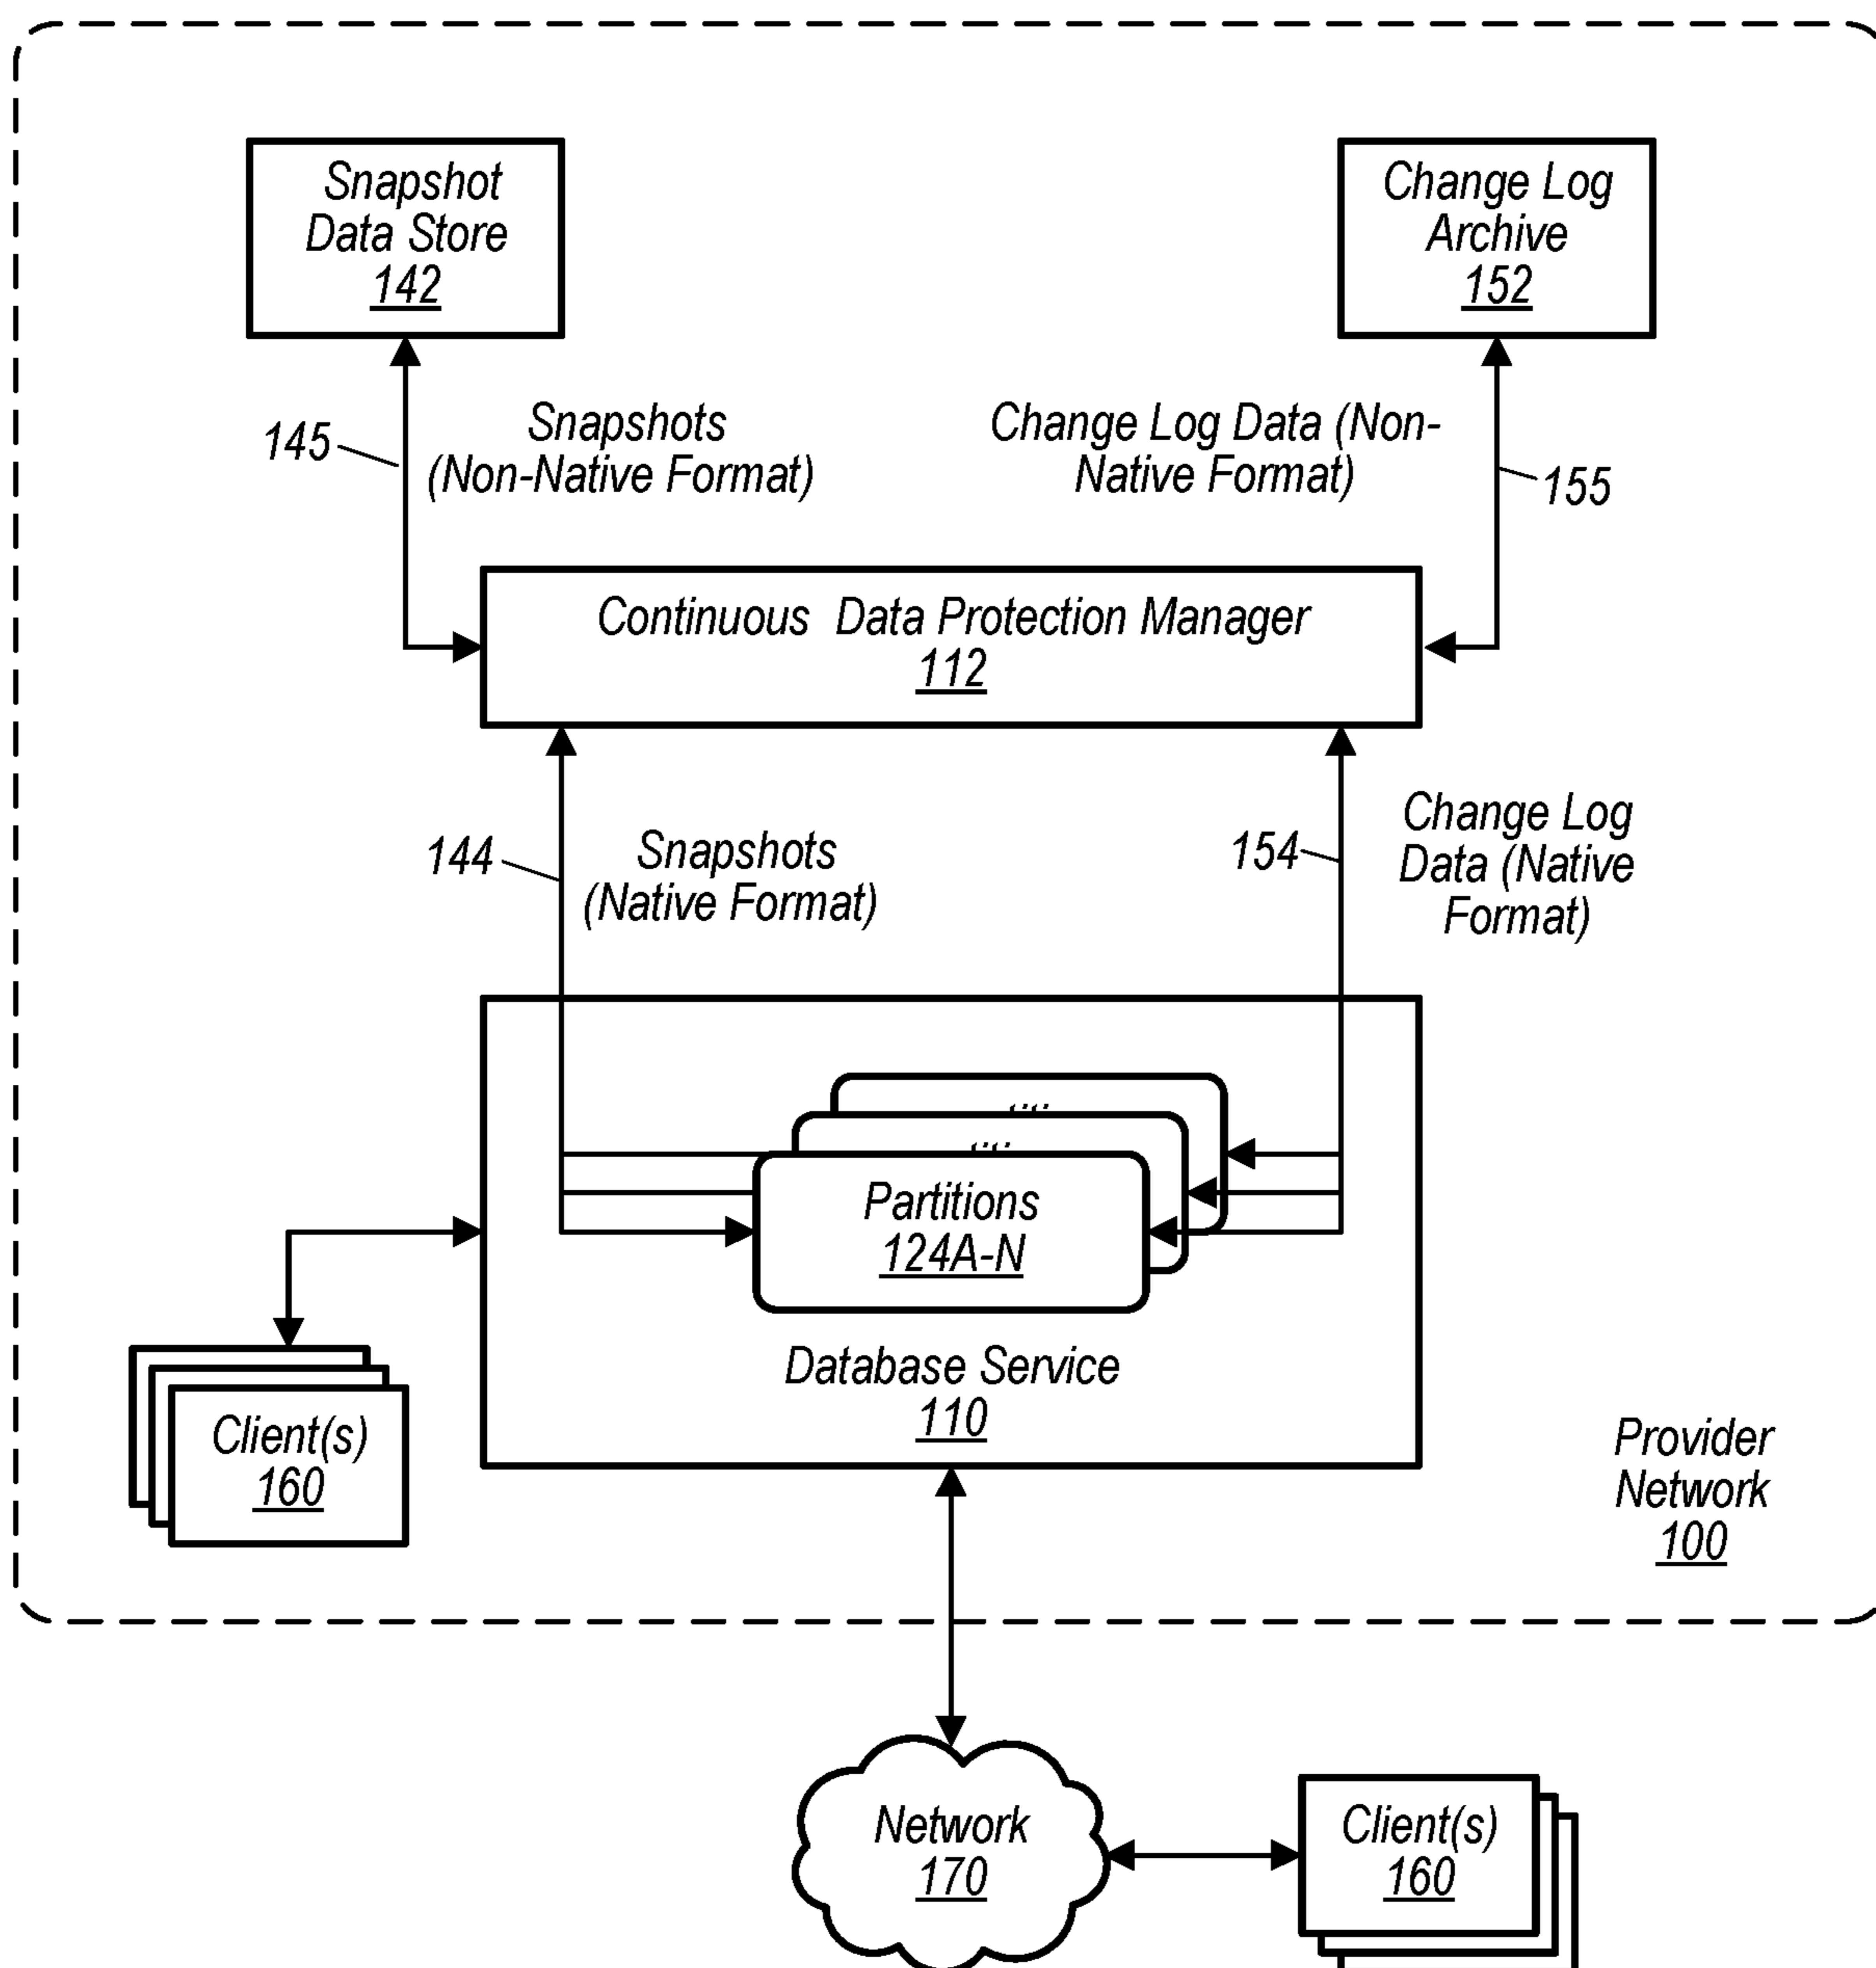 Snapshot
Data Store
142
Change Log
Archive
152
145
Snapshots
(Non-Native Format)
Change Log Data (Non-
Native Format)
155
Continuous Data Protection Manager
112
144
Snapshots
(Native Format)
154
Change Log
Data (Native
Format)
Partitions
124A-N
Database Service
110
Client(s)
160
Provider
Network
100
Network
170
Client(s)
160